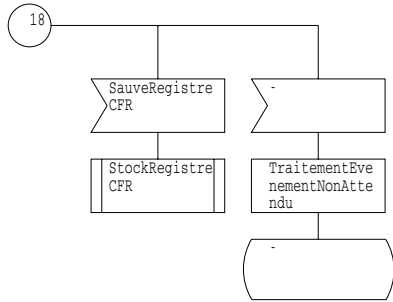 18
SauveRegistre
CFR
-
StockRegistre
CFR
TraitementEve
nementNonAtte
ndu
-